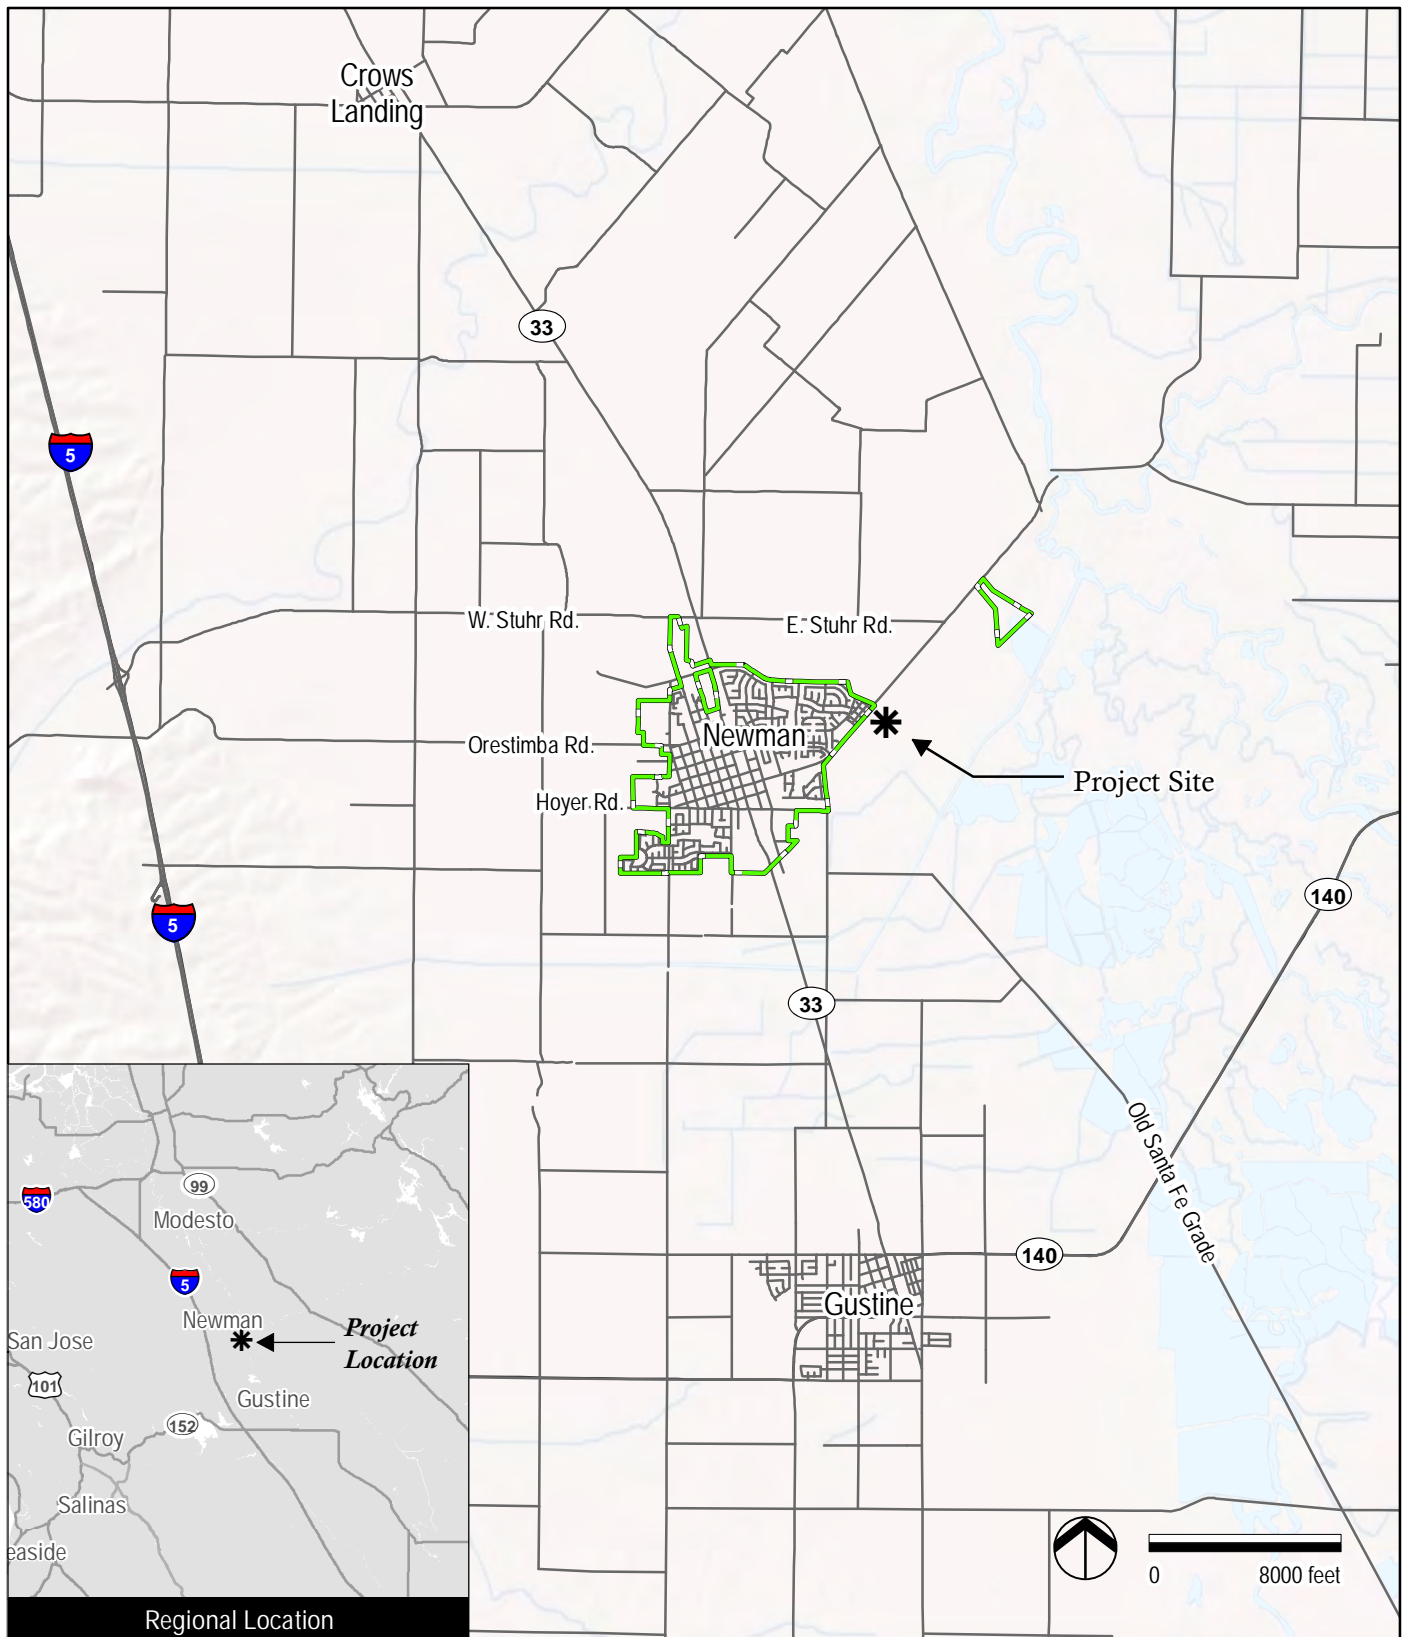 Crows
Landing
33
5
W. Stuhr Rd.
E. Stuhr Rd.
Newman
Orestimba Rd.
Project Site
Hoyer Rd.
140
5
33
Old Santa Fe Grade
140
Gustine
0
8000 feet
99
580
Modesto
5
Newman
Project
Location
San Jose
101
Gustine
152
Gilroy
Salinas
easide
Regional Location